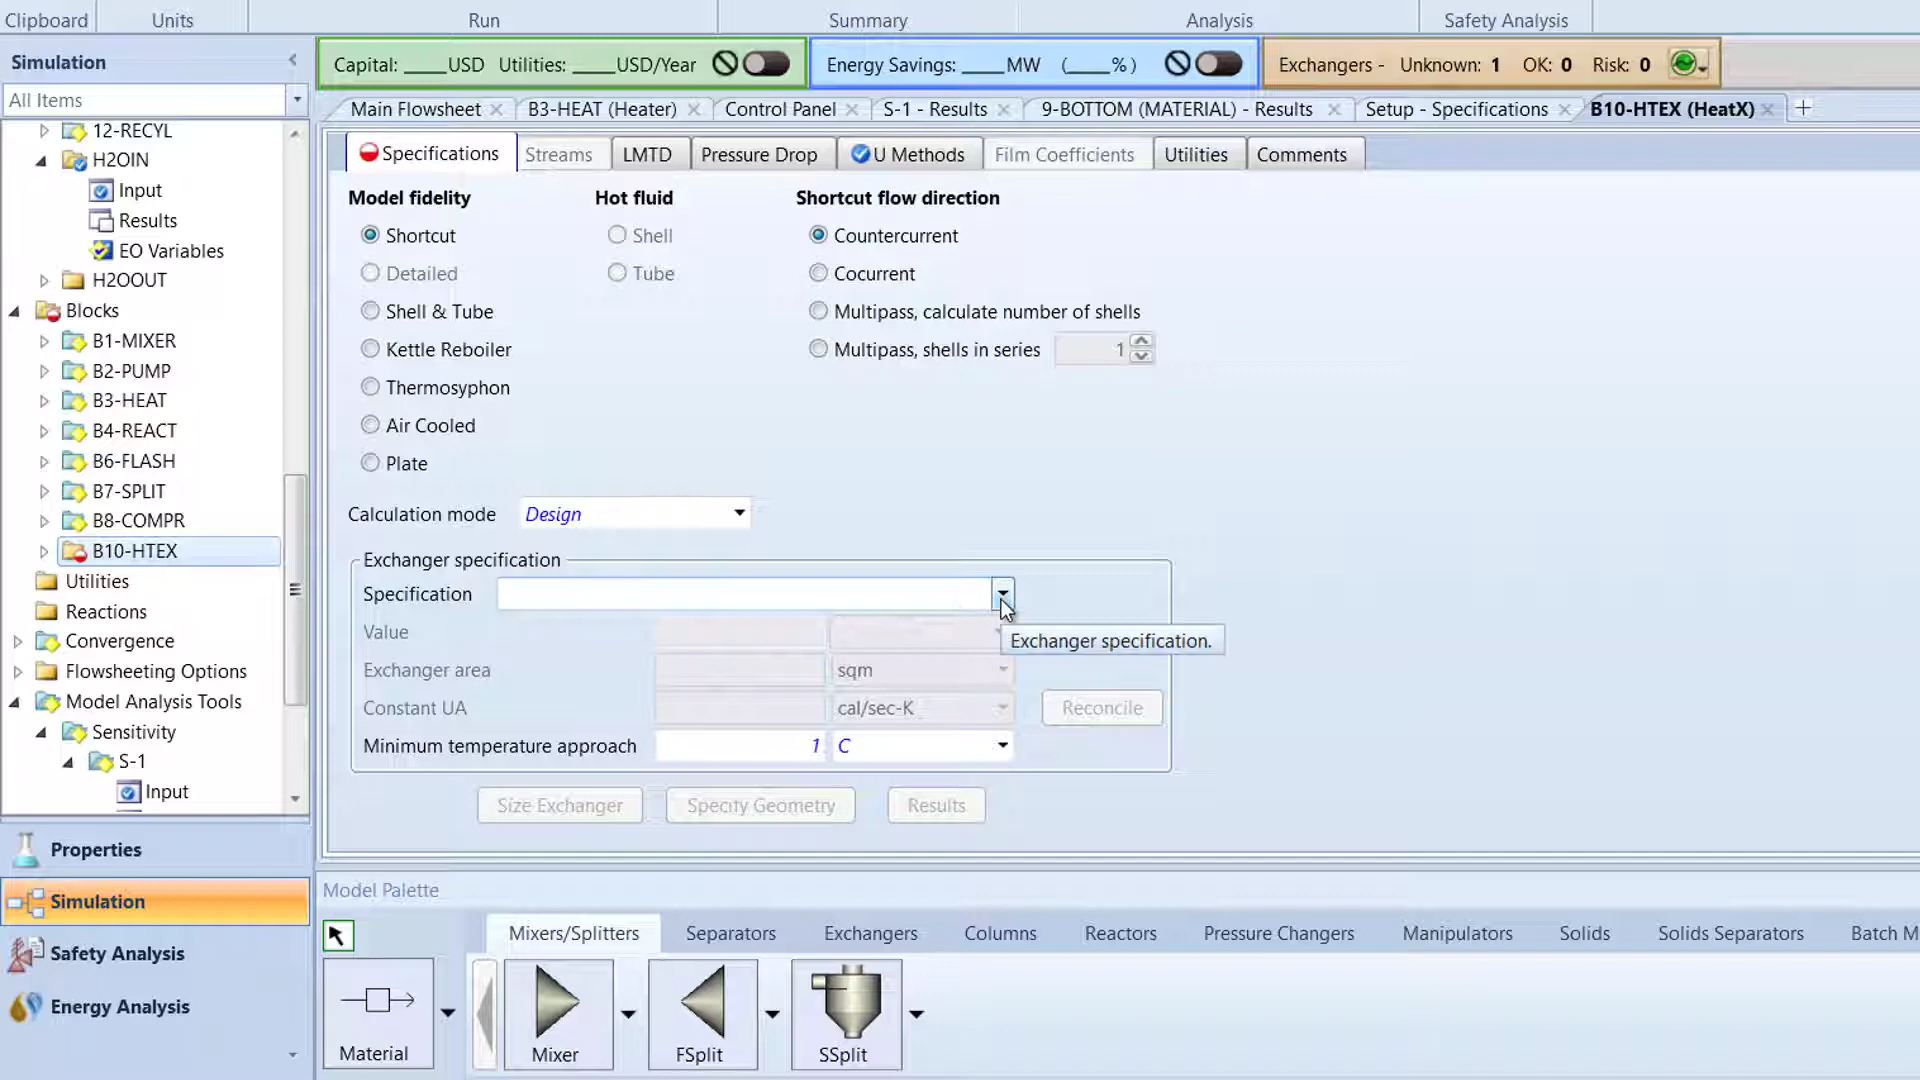 Clipboard Units Run Summary Analysis Safety Analysis
Simulation
All Items
12-RECYL
H2OIN
Input
Results
EO Variables
H2OOUT
Blocks
B1-MIXER
B2-PUMP
B3-HEAT
B4-REACT
B6-FLASH
B7-SPLIT
B8-COMPR
B10-HTEX
Utilities
Reactions
Convergence
Flowsheeting Options
Model Analysis Tools
Sensitivity
S-1
Input
Properties
Simulation
Safety Analysis
Energy Analysis
Capital: ____USD Utilities: ____USD/Year
Energy Savings: ____MW (____%)
Exchangers - Unknown: 1 OK: 0 Risk: 0
Main Flowsheet B3-HEAT (Heater) Control Panel S-1 - Results 9-BOTTOM (MATERIAL) - Results Setup - Specifications B10-HTEX (HeatX)
Specifications Streams LMTD Pressure Drop U Methods Film Coefficients Utilities Comments
Model fidelity Hot fluid Shortcut flow direction
Shortcut Shell Countercurrent
Detailed Tube Cocurrent
Shell & Tube Multipass, calculate number of shells
Kettle Reboiler Multipass, shells in series 1
Thermosyphon
Air Cooled
Plate
Calculation mode Design
Exchanger specification
Specification
Value
Exchanger specification.
Exchanger area sqm
Constant UA cal/sec-K Reconcile
Minimum temperature approach 1 C
Size Exchanger Specify Geometry Results
Model Palette
Mixers/Splitters Separators Exchangers Columns Reactors Pressure Changers Manipulators Solids Solids Separators Batch M
Material Mixer FSplit SSplit